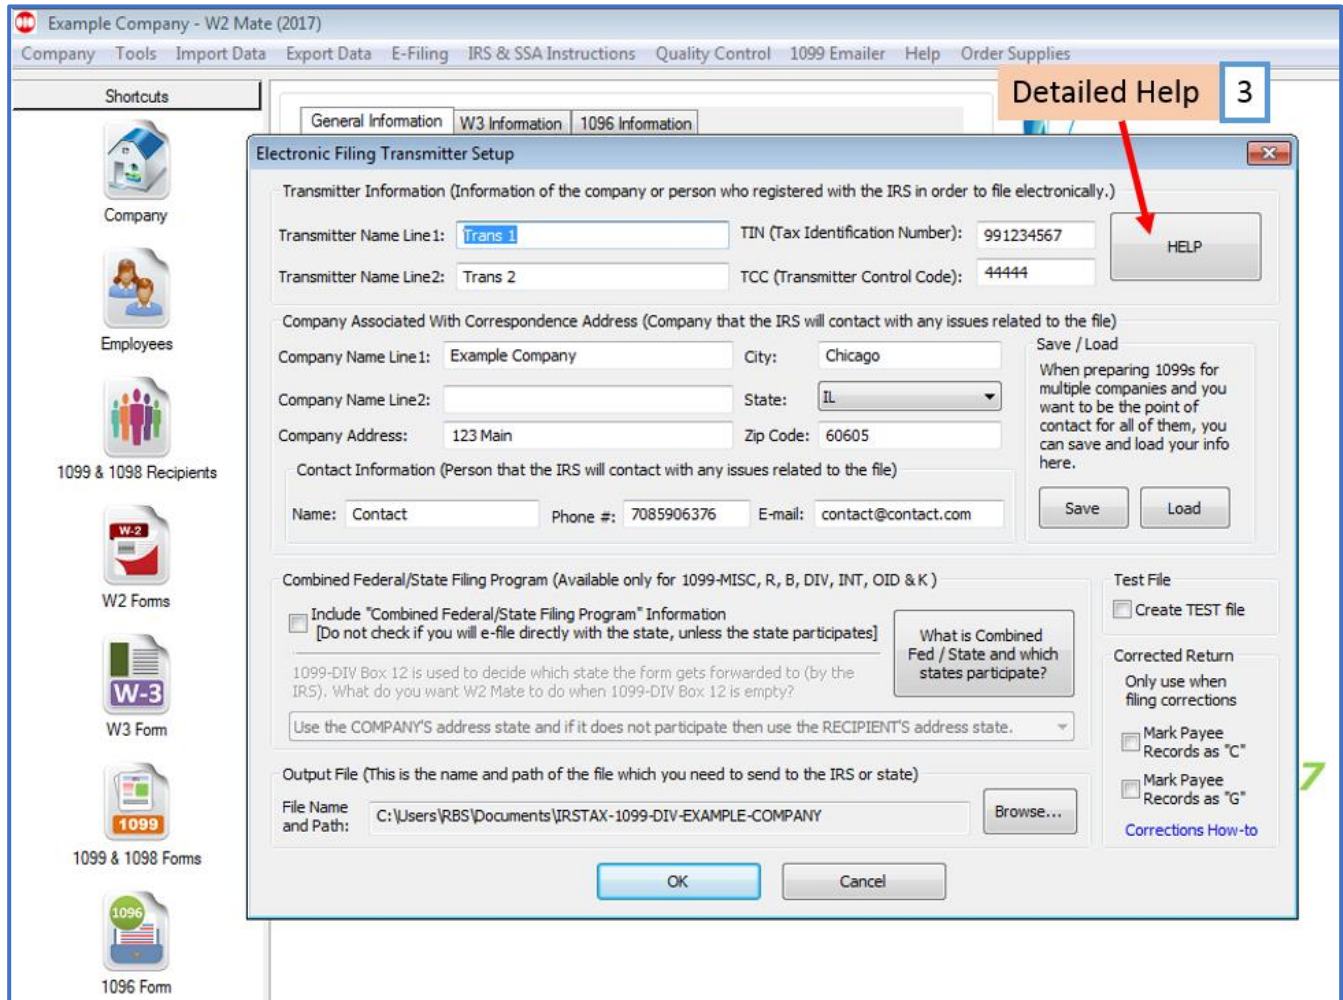 Example Company - W2 Mate (2017)
Company Tools Import Data Export Data E-Filing IRS & SSA Instructions Quality Control 1099 Emailer Help Order Supplies
Detailed Help 3
Shortcuts
Company
Employees
1099 & 1098 Recipients
W-2
W2 Forms
W-3
W3 Form
1099
1099 & 1098 Forms
1096
1096 Form
General Information W3 Information 1096 Information
Electronic Filing Transmitter Setup
Transmitter Information (Information of the company or person who registered with the IRS in order to file electronically.)
Transmitter Name Line1: Trans 1 TIN (Tax Identification Number): 991234567
HELP
Transmitter Name Line2: Trans 2 TCC (Transmitter Control Code): 44444
Company Associated With Correspondence Address (Company that the IRS will contact with any issues related to the file)
Company Name Line1: Example Company City: Chicago
Company Name Line2: State: IL
Company Address: 123 Main Zip Code: 60605
Save / Load
When preparing 1099s for
multiple companies and you
want to be the point of
contact for all of them, you
can save and load your info
here.
Save Load
Contact Information (Person that the IRS will contact with any issues related to the file)
Name: Contact Phone #: 7085906376 E-mail: contact@contact.com
Combined Federal/State Filing Program (Available only for 1099-MISC, R, B, DIV, INT, OID & K )
Include "Combined Federal/State Filing Program" Information
[Do not check if you will e-file directly with the state, unless the state participates]
What is Combined
Fed / State and which
states participate?
1099-DIV Box 12 is used to decide which state the form gets forwarded to (by the
IRS). What do you want W2 Mate to do when 1099-DIV Box 12 is empty?
Use the COMPANY'S address state and if it does not participate then use the RECIPIENT'S address state.
Test File
Create TEST file
Corrected Return
Only use when
filing corrections
Mark Payee
Records as "C"
Mark Payee
Records as "G"
Corrections How-to
7
Output File (This is the name and path of the file which you need to send to the IRS or state)
File Name
and Path: C:\Users\RBS\Documents\IRSTAX-1099-DIV-EXAMPLE-COMPANY Browse...
OK Cancel